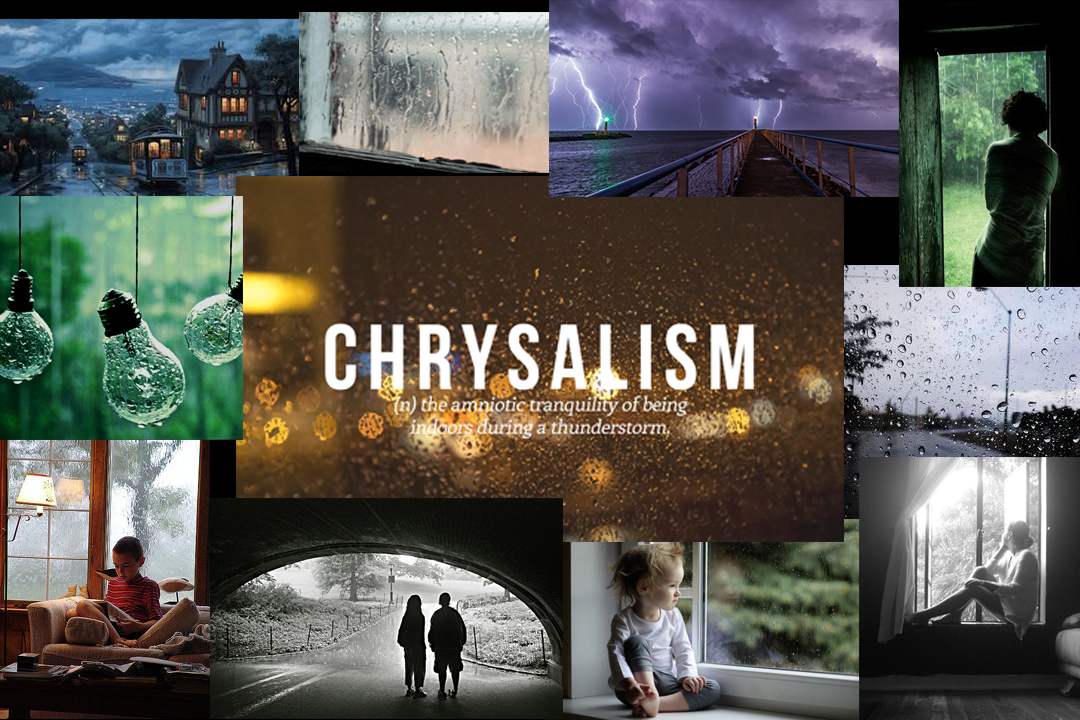 CHRYSALISM
(n) the amniotic tranquility of being
indoors during a thunderstorm.